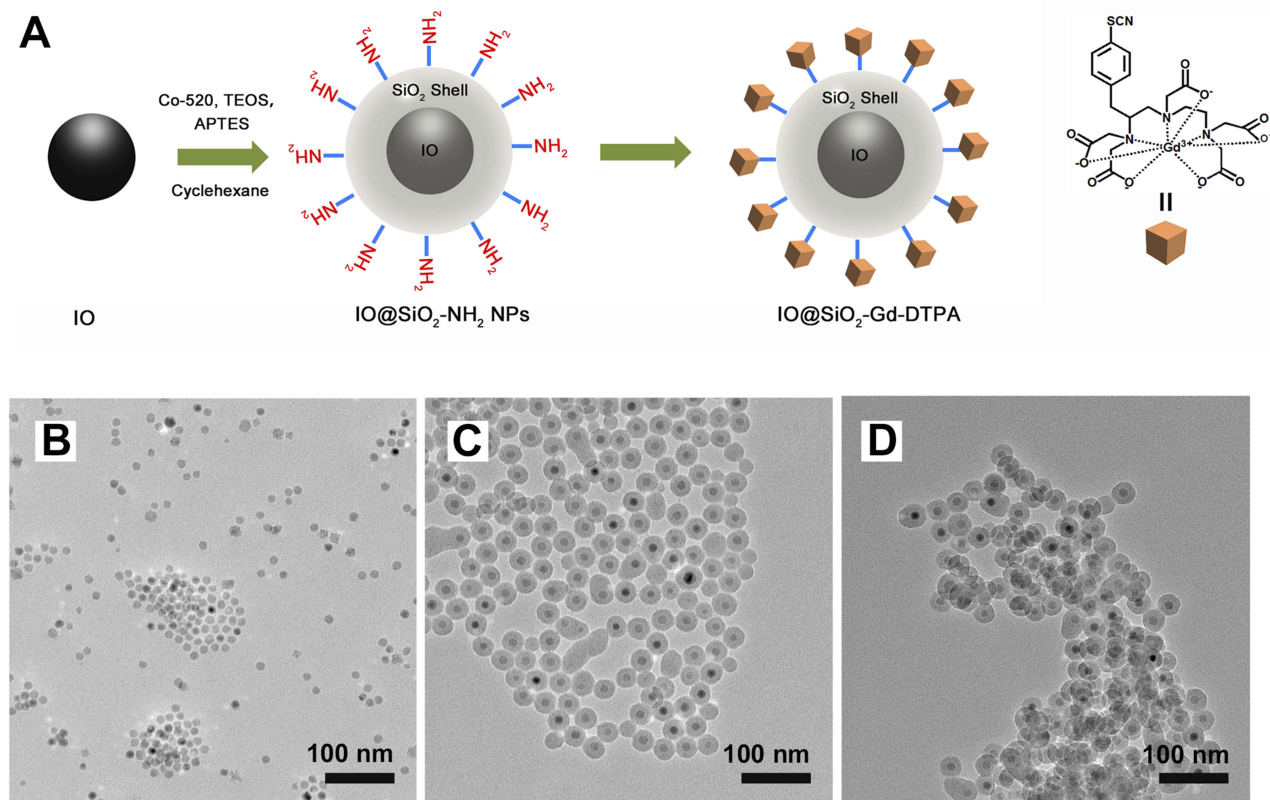 A
Co-520, TEOS,
APTES
Cyclehexane
IO
NH2
NH2
NH2
NH2
NH2
NH2
NH2
NH2
NH2
NH2
NH2
NH2
SiO2 Shell
IO
IO@SiO2-NH2 NPs
SiO2 Shell
IO
IO@SiO2-Gd-DTPA
SCN
O
O-
N
N
N
O
O-
Gd3+
O
-O
O
O-
O-
O
B
100 nm
C
100 nm
D
100 nm